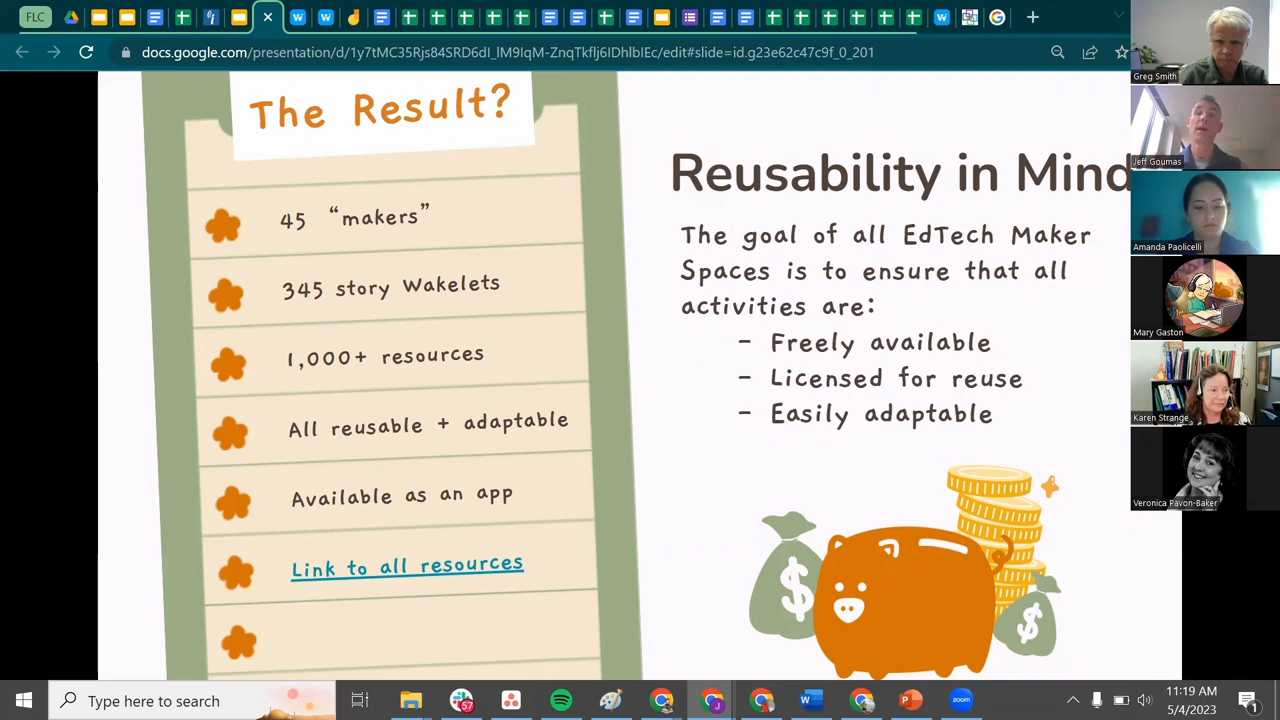 FLC
docs.google.com/presentation/d/1y7tMC35Rjs84SRD6dI_lM9IqM-ZnqTkflj6IDhlbIEc/edit#slide=id.g23e62c47c9f_0_201
The Result?
45 “makers”
345 story Wakelets
1,000+ resources
All reusable + adaptable
Available as an app
Link to all resources
Reusability in Mind
The goal of all EdTech Maker
Spaces is to ensure that all
activities are:
- Freely available
- Licensed for reuse
- Easily adaptable
$
$
Greg Smith
Jeff Goumas
Amanda Paolicelli
Mary Gaston
Karen Strange
Veronica Pavon-Baker
Type here to search
57
zoom
11:19 AM
5/4/2023
1